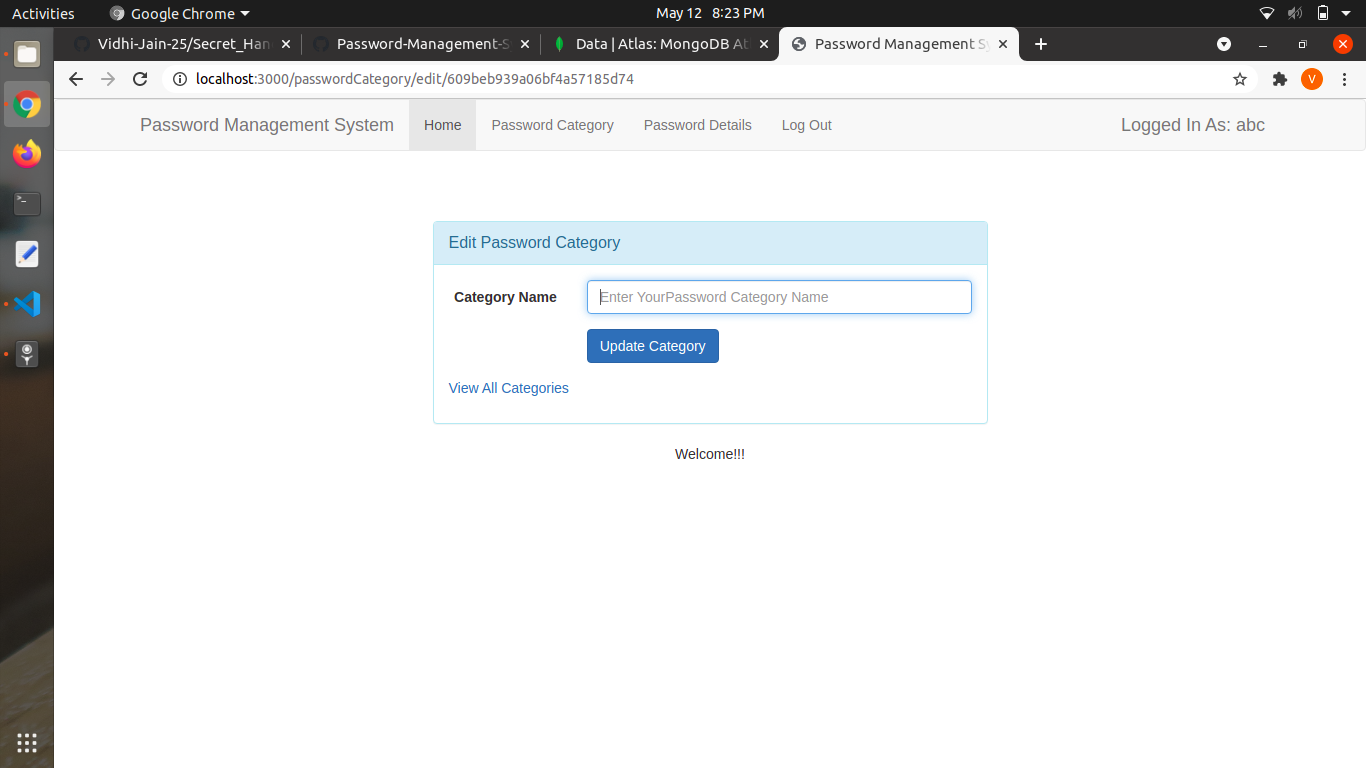 Activities Google Chrome May 12 8:23 PM
Vidhi-Jain-25/Secret_Han Password-Management-S Data | Atlas: MongoDB At Password Management Sy
localhost:3000/passwordCategory/edit/609beb939a06bf4a57185d74 V
Password Management System Home Password Category Password Details Log Out Logged In As: abc
Edit Password Category
Category Name Enter YourPassword Category Name
Update Category
View All Categories
Welcome!!!